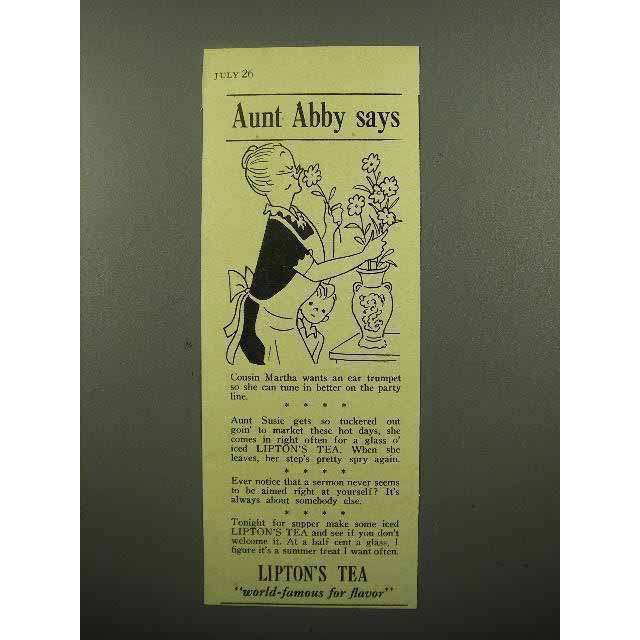 JULY 26
Aunt Abby says
Cousin Martha wants an ear trumpet
so she can tune in better on the party
line.
* * * *
Aunt Susie gets so tuckered out
goin' to market these hot days, she
comes in right often for a glass o'
iced LIPTON'S TEA. When she
leaves, her step's pretty spry again.
* * * *
Ever notice that a sermon never seems
to be aimed right at yourself? It's
always about somebody else.
* * * *
Tonight for supper make some iced
LIPTON'S TEA and see if you don't
welcome it. At a half cent a glass, I
figure it's a summer treat I want often.
LIPTON'S TEA
"world-famous for flavor"